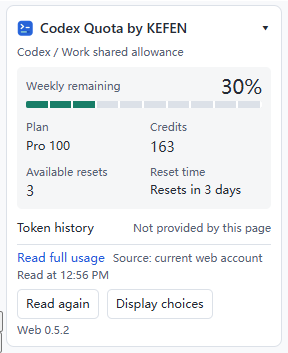 Codex Quota by KEFEN
Codex / Work shared allowance
Weekly remaining 30%
Plan Credits
Pro 100 163
Available resets Reset time
3 Resets in 3 days
Token history Not provided by this page
Read full usage Source: current web account
Read at 12:56 PM
Read again Display choices
Web 0.5.2